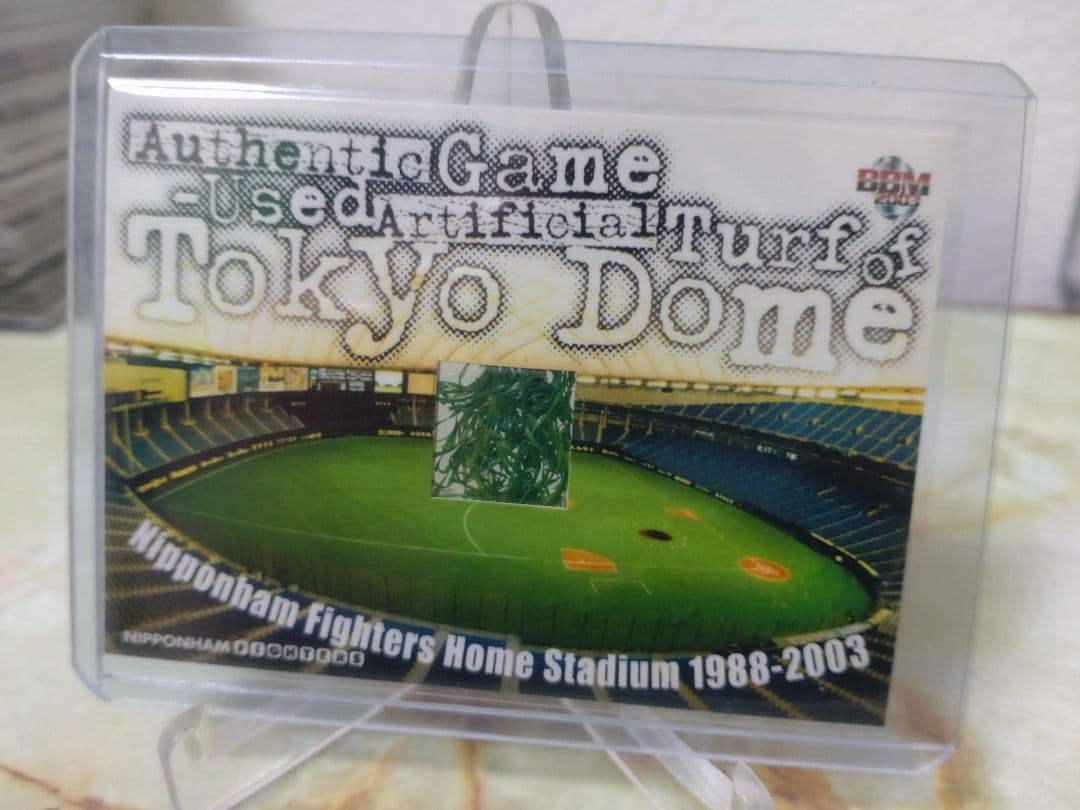 Authentic Game
-Used Artificial Turf of
Tokyo Dome
BBM
2003
Nipponham Fighters Home Stadium 1988-2003
NIPPONHAM FIGHTERS